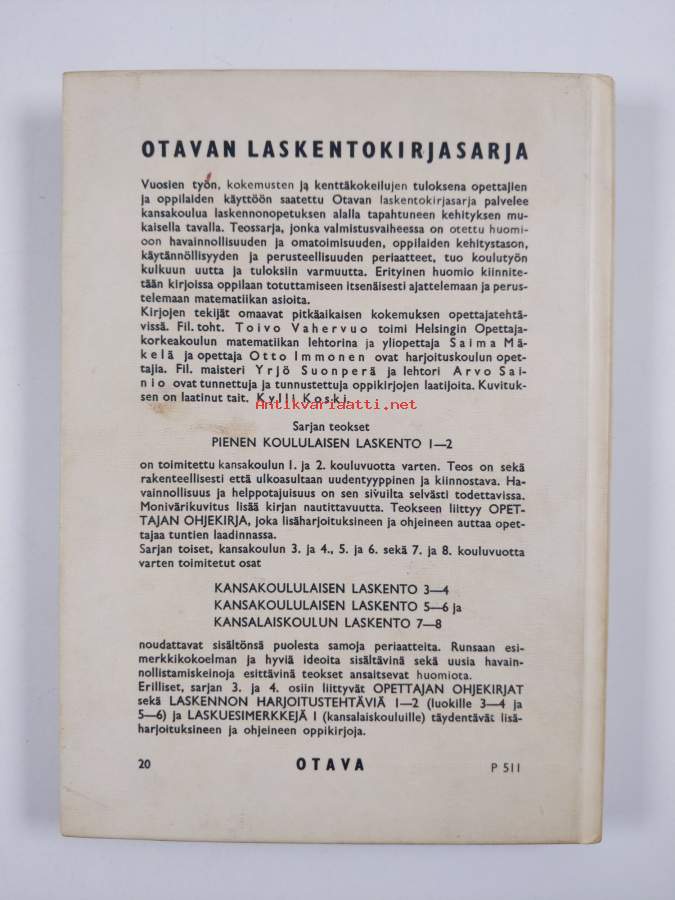 OTAVAN LASKENTOKIRJASARJA
Vuosien työn, kokemusten ja kenttäkokeilujen tuloksena opettajien
ja oppilaiden käyttöön saatettu Otavan laskentokirjasarja palvelee
kansakoulua laskennonopetuksen alalla tapahtuneen kehityksen mu-
kaisella tavalla. Teossarja, jonka valmistusvaiheessa on otettu huomi-
oon havainnollisuuden ja omatoimisuuden, oppilaiden kehitystason,
käytännöllisyyden ja perusteellisuuden periaatteet, tuo koulutyön
kulkuun uutta ja tuloksiin varmuutta. Erityinen huomio kiinnite-
tään kirjoissa oppilaan totuttamiseen itsenäisesti ajattelemaan ja perus-
telemaan matematiikan asioita.
Kirjojen tekijät omaavat pitkäaikaisen kokemuksen opettajatehtä-
vissä. Fil. toht. Toivo Vahervuo toimi Helsingin Opettaja-
korkeakoulun matematiikan lehtorina ja yliopettaja Saima Mä-
kelä ja opettaja Otto Immonen ovat harjoituskoulun opet-
tajia. Fil. maisteri Yrjö Suonperä ja lehtori Arvo Sai-
nio ovat tunnettuja ja tunnustettuja oppikirjojen laatijoita. Kuvituk-
sen on laatinut tait. Kylli Koski.
Antikvariaatti.net
Sarjan teokset
PIENEN KOULULAISEN LASKENTO 1—2
on toimitettu kansakoulun 1. ja 2. kouluvuotta varten. Teos on sekä
rakenteellisesti että ulkoasultaan uudentyyppinen ja kiinnostava. Ha-
vainnollisuus ja helppotajuisuus on sen sivuilta selvästi todettavissa.
Monivärikuvitus lisää kirjan nautittavuutta. Teokseen liittyy OPET-
TAJAN OHJEKIRJA, joka lisäharjoituksineen ja ohjeineen auttaa opet-
tajaa tuntien laadinnassa.
Sarjan toiset, kansakoulun 3. ja 4., 5. ja 6. sekä 7. ja 8. kouluvuotta
varten toimitetut osat
KANSAKOULULAISEN LASKENTO 3—4
KANSAKOULULAISEN LASKENTO 5—6 ja
KANSALAISKOULUN LASKENTO 7—8
noudattavat sisältönsä puolesta samoja periaatteita. Runsaan esi-
merkkikokoelman ja hyviä ideoita sisältävinä sekä uusia havain-
nollistamiskeinoja esittävinä teokset ansaitsevat huomiota.
Erilliset, sarjan 3. ja 4. osiin liittyvät OPETTAJAN OHJEKIRJAT
sekä LASKENNON HARJOITUSTEHTÄVIÄ 1—2 (luokille 3—4 ja
5—6) ja LASKUESIMERKKEJÄ I (kansalaiskouluille) täydentävät lisä-
harjoituksineen ja ohjeineen oppikirjoja.
20 OTAVA P 511